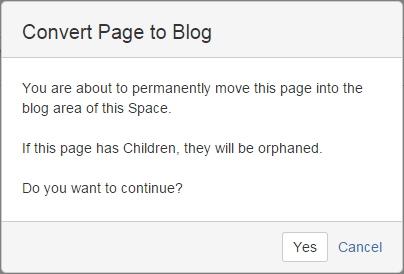 Convert Page to Blog
You are about to permanently move this page into the
blog area of this Space.
If this page has Children, they will be orphaned.
Do you want to continue?
Yes Cancel